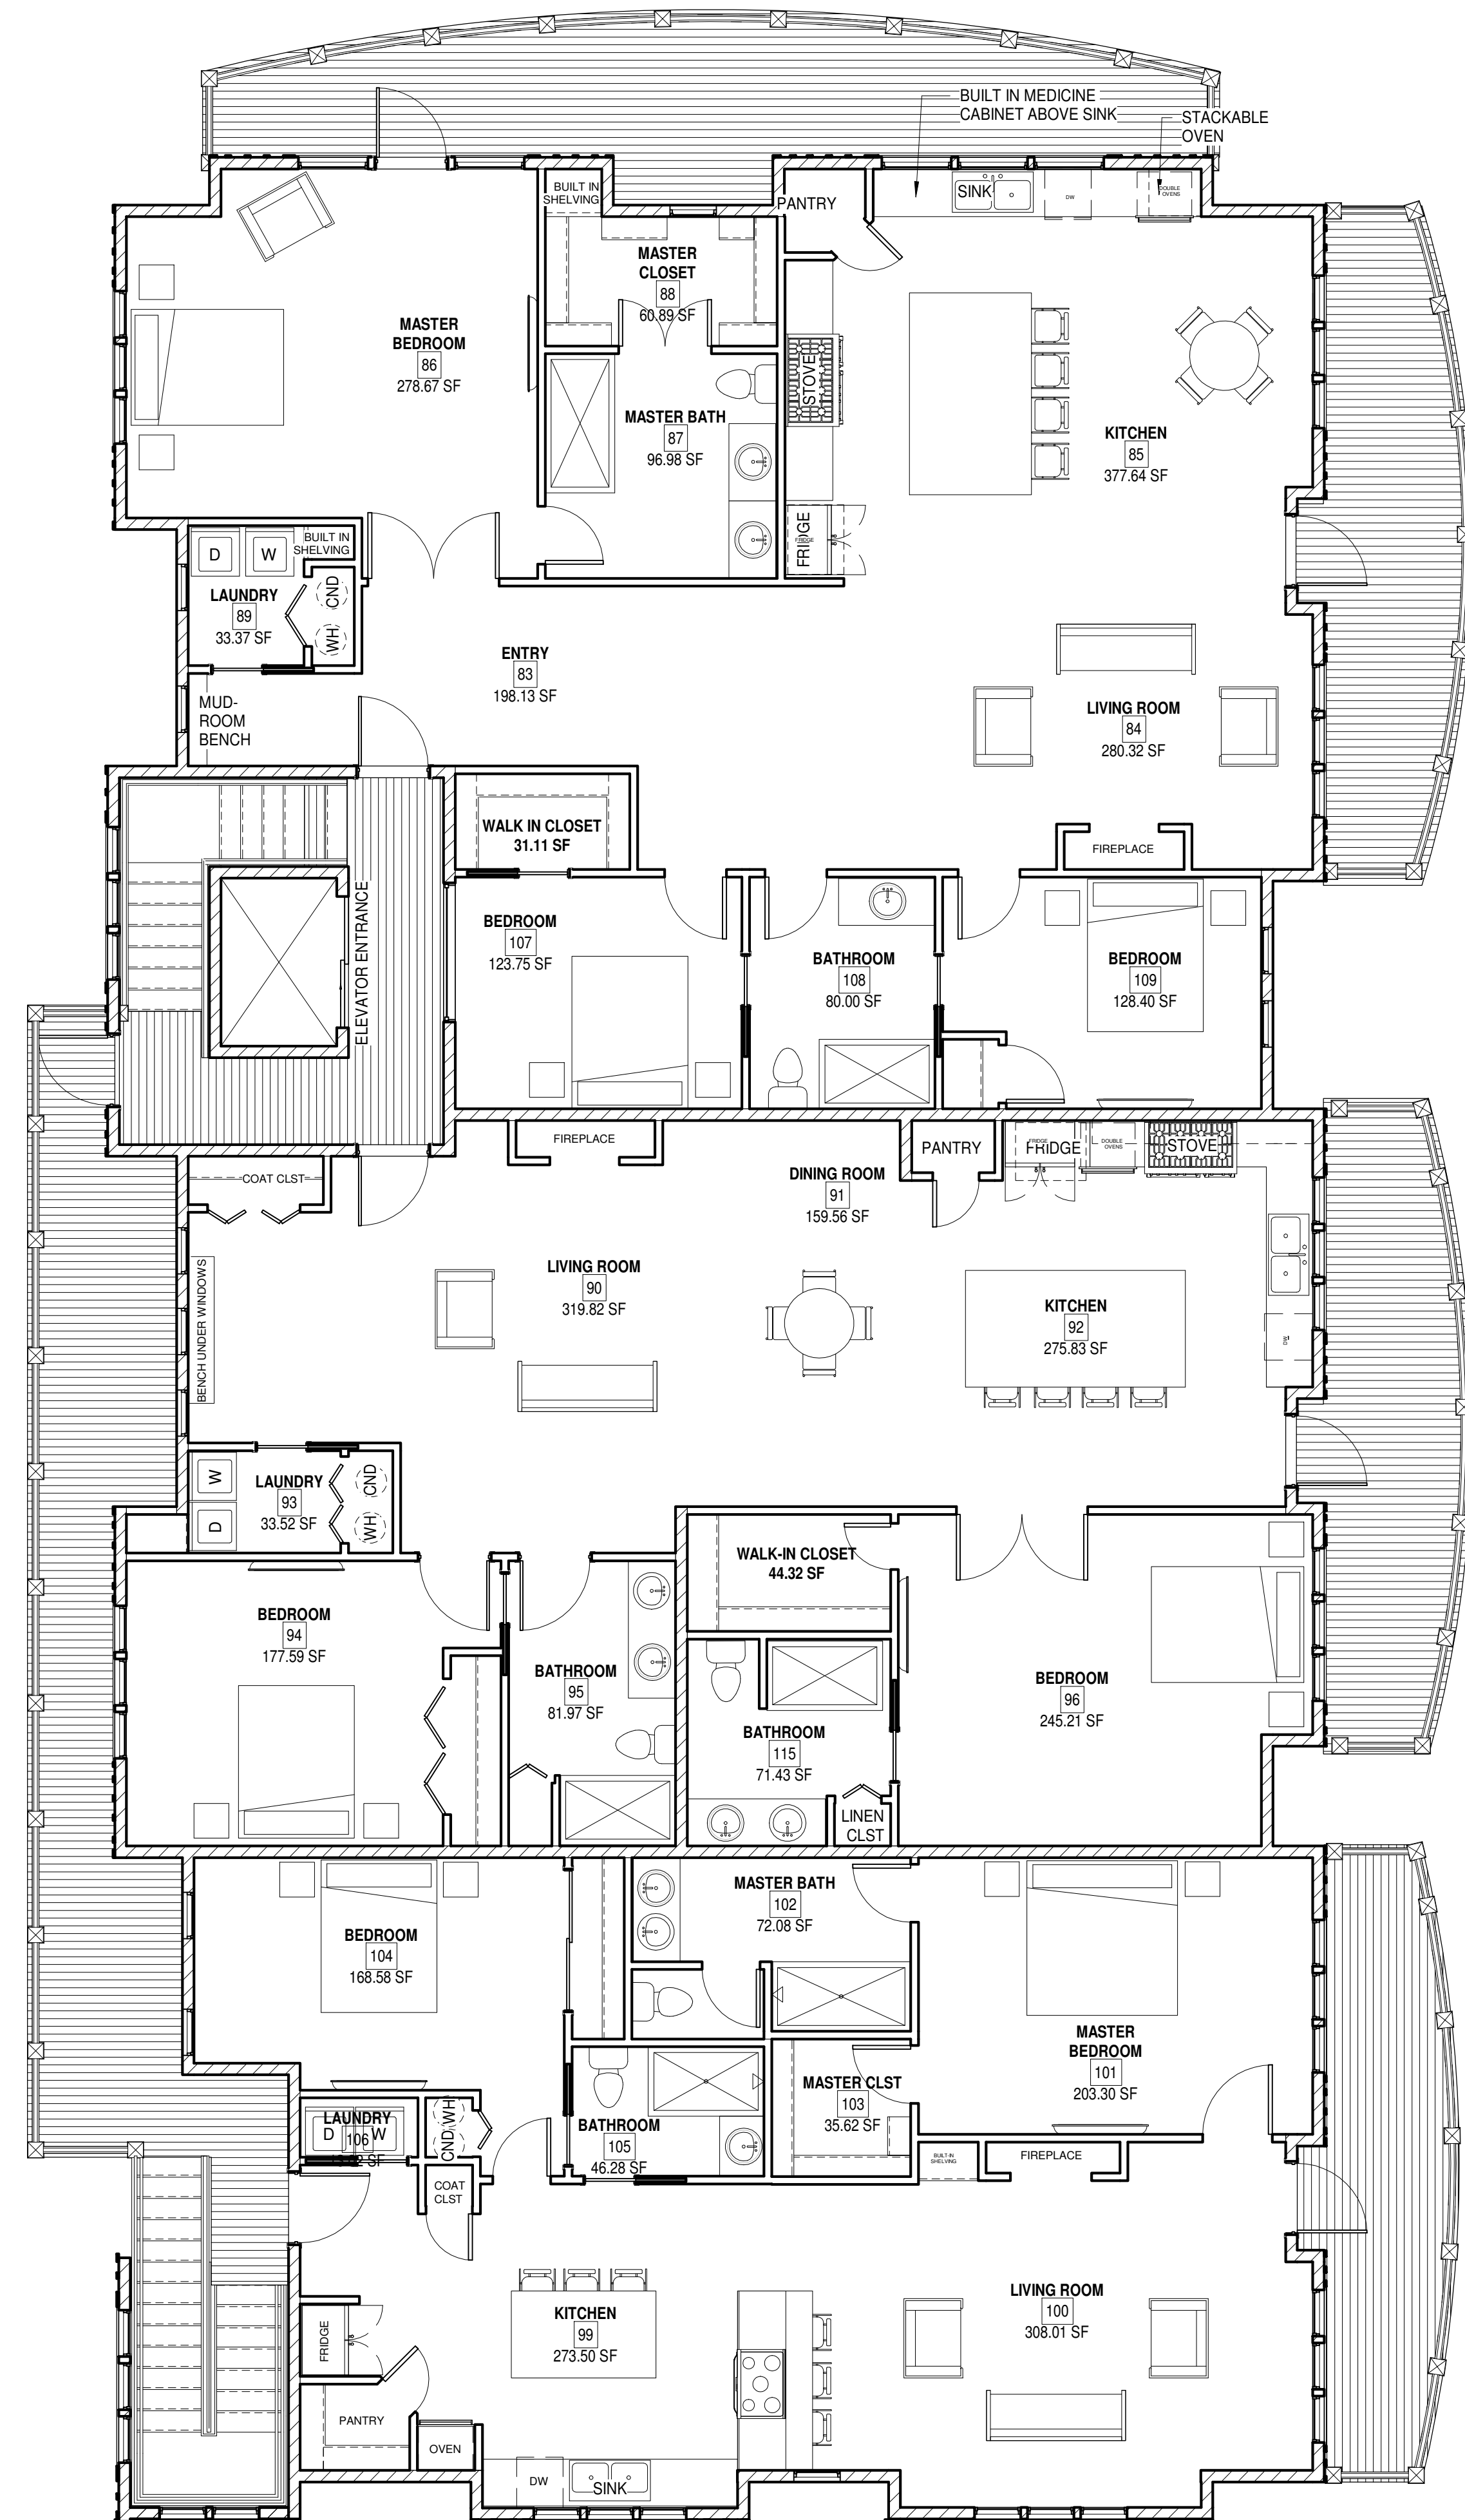 BUILT IN MEDICINE
CABINET ABOVE SINK
STACKABLE
OVEN
BUILT IN
SHELVING
PANTRY
SINK
DW
DOUBLE
OVENS
MASTER
CLOSET
88
60.89 SF
MASTER
BEDROOM
86
278.67 SF
STOVE
MASTER BATH
87
96.98 SF
KITCHEN
85
377.64 SF
FRIDGE
FRIDGE
D
W
BUILT IN
SHELVING
CND
WH
LAUNDRY
89
33.37 SF
ENTRY
83
198.13 SF
MUD-
ROOM
BENCH
LIVING ROOM
84
280.32 SF
WALK IN CLOSET
31.11 SF
FIREPLACE
ELEVATOR ENTRANCE
BEDROOM
107
123.75 SF
BATHROOM
108
80.00 SF
BEDROOM
109
128.40 SF
FIREPLACE
PANTRY
FRIDGE
FRIDGE
DOUBLE
OVENS
STOVE
COAT CLST
DINING ROOM
91
159.56 SF
BENCH UNDER WINDOWS
LIVING ROOM
90
319.82 SF
KITCHEN
92
275.83 SF
DW
W
D
LAUNDRY
93
33.52 SF
CND
WH
WALK-IN CLOSET
44.32 SF
BEDROOM
94
177.59 SF
BATHROOM
95
81.97 SF
BATHROOM
115
71.43 SF
BEDROOM
96
245.21 SF
LINEN
CLST
MASTER BATH
102
72.08 SF
BEDROOM
104
168.58 SF
MASTER
BEDROOM
101
203.30 SF
MASTER CLST
103
35.62 SF
LAUNDRY
106
D
W
WH
CND
BATHROOM
105
46.28 SF
BUILT-IN
SHELVING
FIREPLACE
COAT
CLST
KITCHEN
99
273.50 SF
LIVING ROOM
100
308.01 SF
FRIDGE
PANTRY
OVEN
DW
SINK